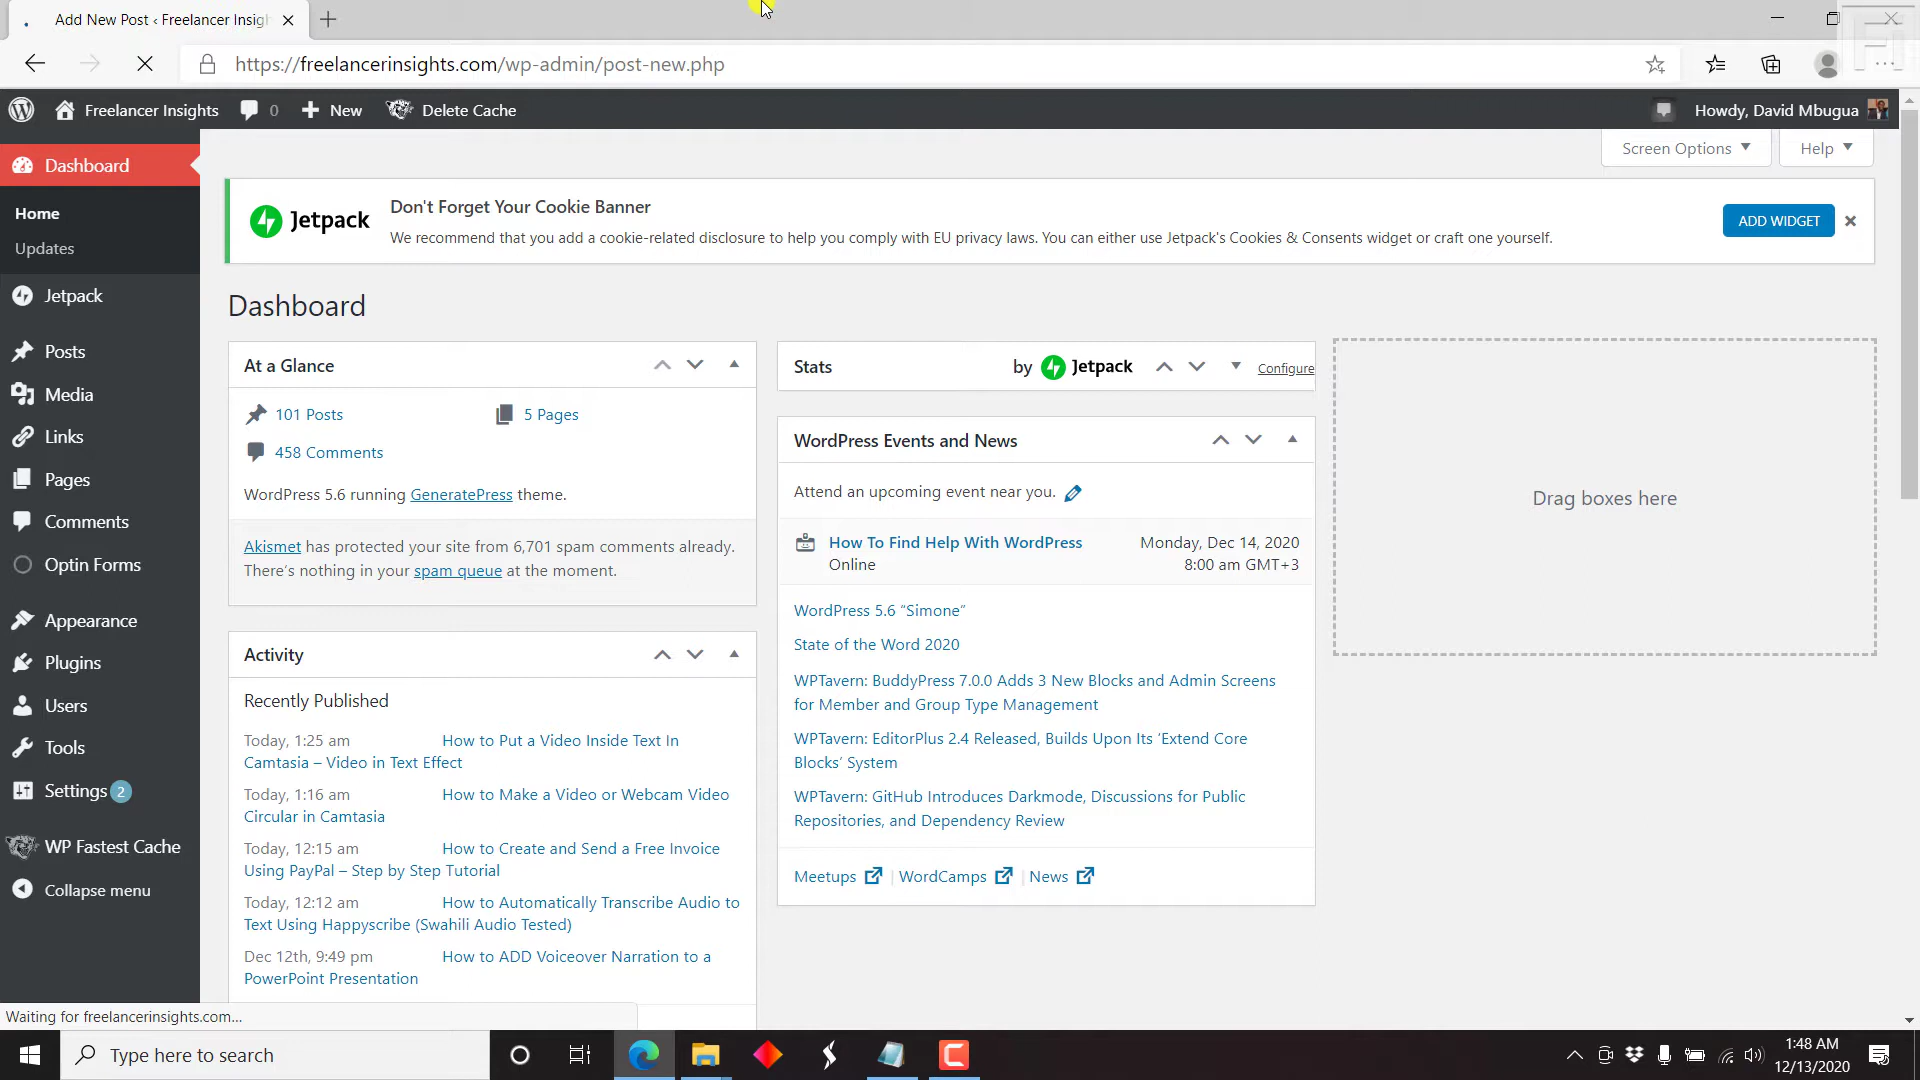 Add New Post ‹ Freelancer Insigh
https://freelancerinsights.com/wp-admin/post-new.php
Freelancer Insights
0
New
Delete Cache
Howdy, David Mbugua
Screen Options
Help
Dashboard
Home
Updates
Jetpack
Posts
Media
Links
Pages
Comments
Optin Forms
Appearance
Plugins
Users
Tools
Settings 2
WP Fastest Cache
Collapse menu
Jetpack
Don't Forget Your Cookie Banner
We recommend that you add a cookie-related disclosure to help you comply with EU privacy laws. You can either use Jetpack's Cookies & Consents widget or craft one yourself.
ADD WIDGET
Dashboard
At a Glance
101 Posts
5 Pages
458 Comments
WordPress 5.6 running GeneratePress theme.
Akismet has protected your site from 6,701 spam comments already.
There's nothing in your spam queue at the moment.
Activity
Recently Published
Today, 1:25 am How to Put a Video Inside Text In
Camtasia – Video in Text Effect
Today, 1:16 am How to Make a Video or Webcam Video
Circular in Camtasia
Today, 12:15 am How to Create and Send a Free Invoice
Using PayPal – Step by Step Tutorial
Today, 12:12 am How to Automatically Transcribe Audio to
Text Using Happyscribe (Swahili Audio Tested)
Dec 12th, 9:49 pm How to ADD Voiceover Narration to a
PowerPoint Presentation
Stats
by Jetpack
Configure
WordPress Events and News
Attend an upcoming event near you.
How To Find Help With WordPress Monday, Dec 14, 2020
Online 8:00 am GMT+3
WordPress 5.6 “Simone”
State of the Word 2020
WPTavern: BuddyPress 7.0.0 Adds 3 New Blocks and Admin Screens
for Member and Group Type Management
WPTavern: EditorPlus 2.4 Released, Builds Upon Its ‘Extend Core
Blocks’ System
WPTavern: GitHub Introduces Darkmode, Discussions for Public
Repositories, and Dependency Review
Meetups | WordCamps | News
Drag boxes here
Waiting for freelancerinsights.com...
Type here to search
1:48 AM
12/13/2020